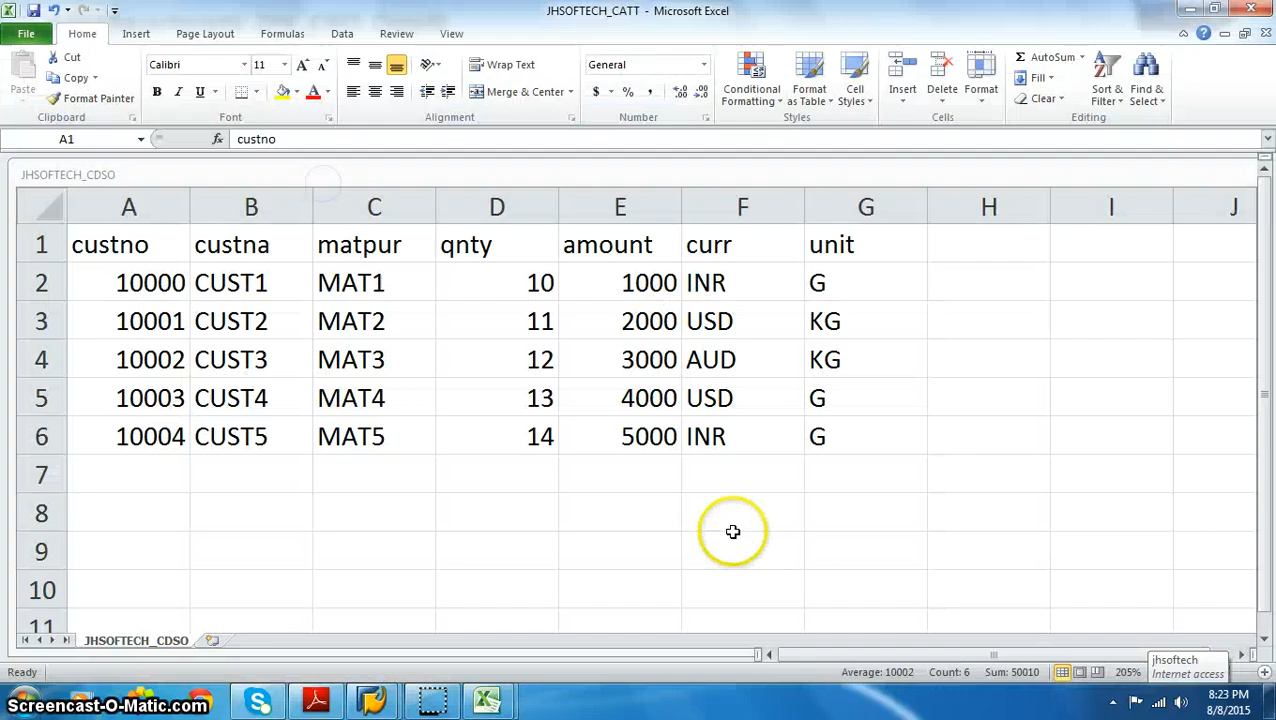 JHSOFTECH_CATT - Microsoft Excel
File Home Insert Page Layout Formulas Data Review View
Paste
Cut
Copy
Format Painter
Clipboard
Calibri 11
B I U
Font
Wrap Text
Merge & Center
Alignment
General
$ % ,
Number
Conditional Formatting
Format as Table
Cell Styles
Styles
Insert Delete Format
Cells
AutoSum
Fill
Clear
Sort & Filter
Find & Select
Editing
A1 fx custno
JHSOFTECH_CDSO
A B C D E F G H I J
1 custno custna matpur qnty amount curr unit
2 10000 CUST1 MAT1 10 1000 INR G
3 10001 CUST2 MAT2 11 2000 USD KG
4 10002 CUST3 MAT3 12 3000 AUD KG
5 10003 CUST4 MAT4 13 4000 USD G
6 10004 CUST5 MAT5 14 5000 INR G
7
8
9
10
11
JHSOFTECH_CDSO
jhsoftech
Internet access
Ready Average: 10002 Count: 6 Sum: 50010 205%
Screencast-O-Matic.com
8:23 PM
8/8/2015